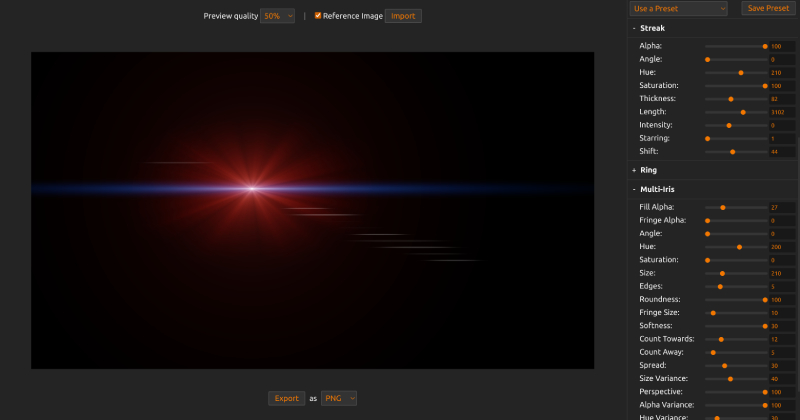 Preview quality 50% | Reference Image Import
Use a Preset Save Preset
- Streak
Alpha: 100
Angle: 0
Hue: 210
Saturation: 100
Thickness: 82
Length: 3102
Intensity: 0
Starring: 1
Shift: 44
+ Ring
- Multi-Iris
Fill Alpha: 27
Fringe Alpha: 0
Angle: 0
Hue: 200
Saturation: 0
Size: 210
Edges: 5
Roundness: 100
Fringe Size: 10
Softness: 30
Count Towards: 12
Count Away: 5
Spread: 30
Size Variance: 40
Perspective: 100
Alpha Variance: 100
Hue Variance: 30
Export as PNG